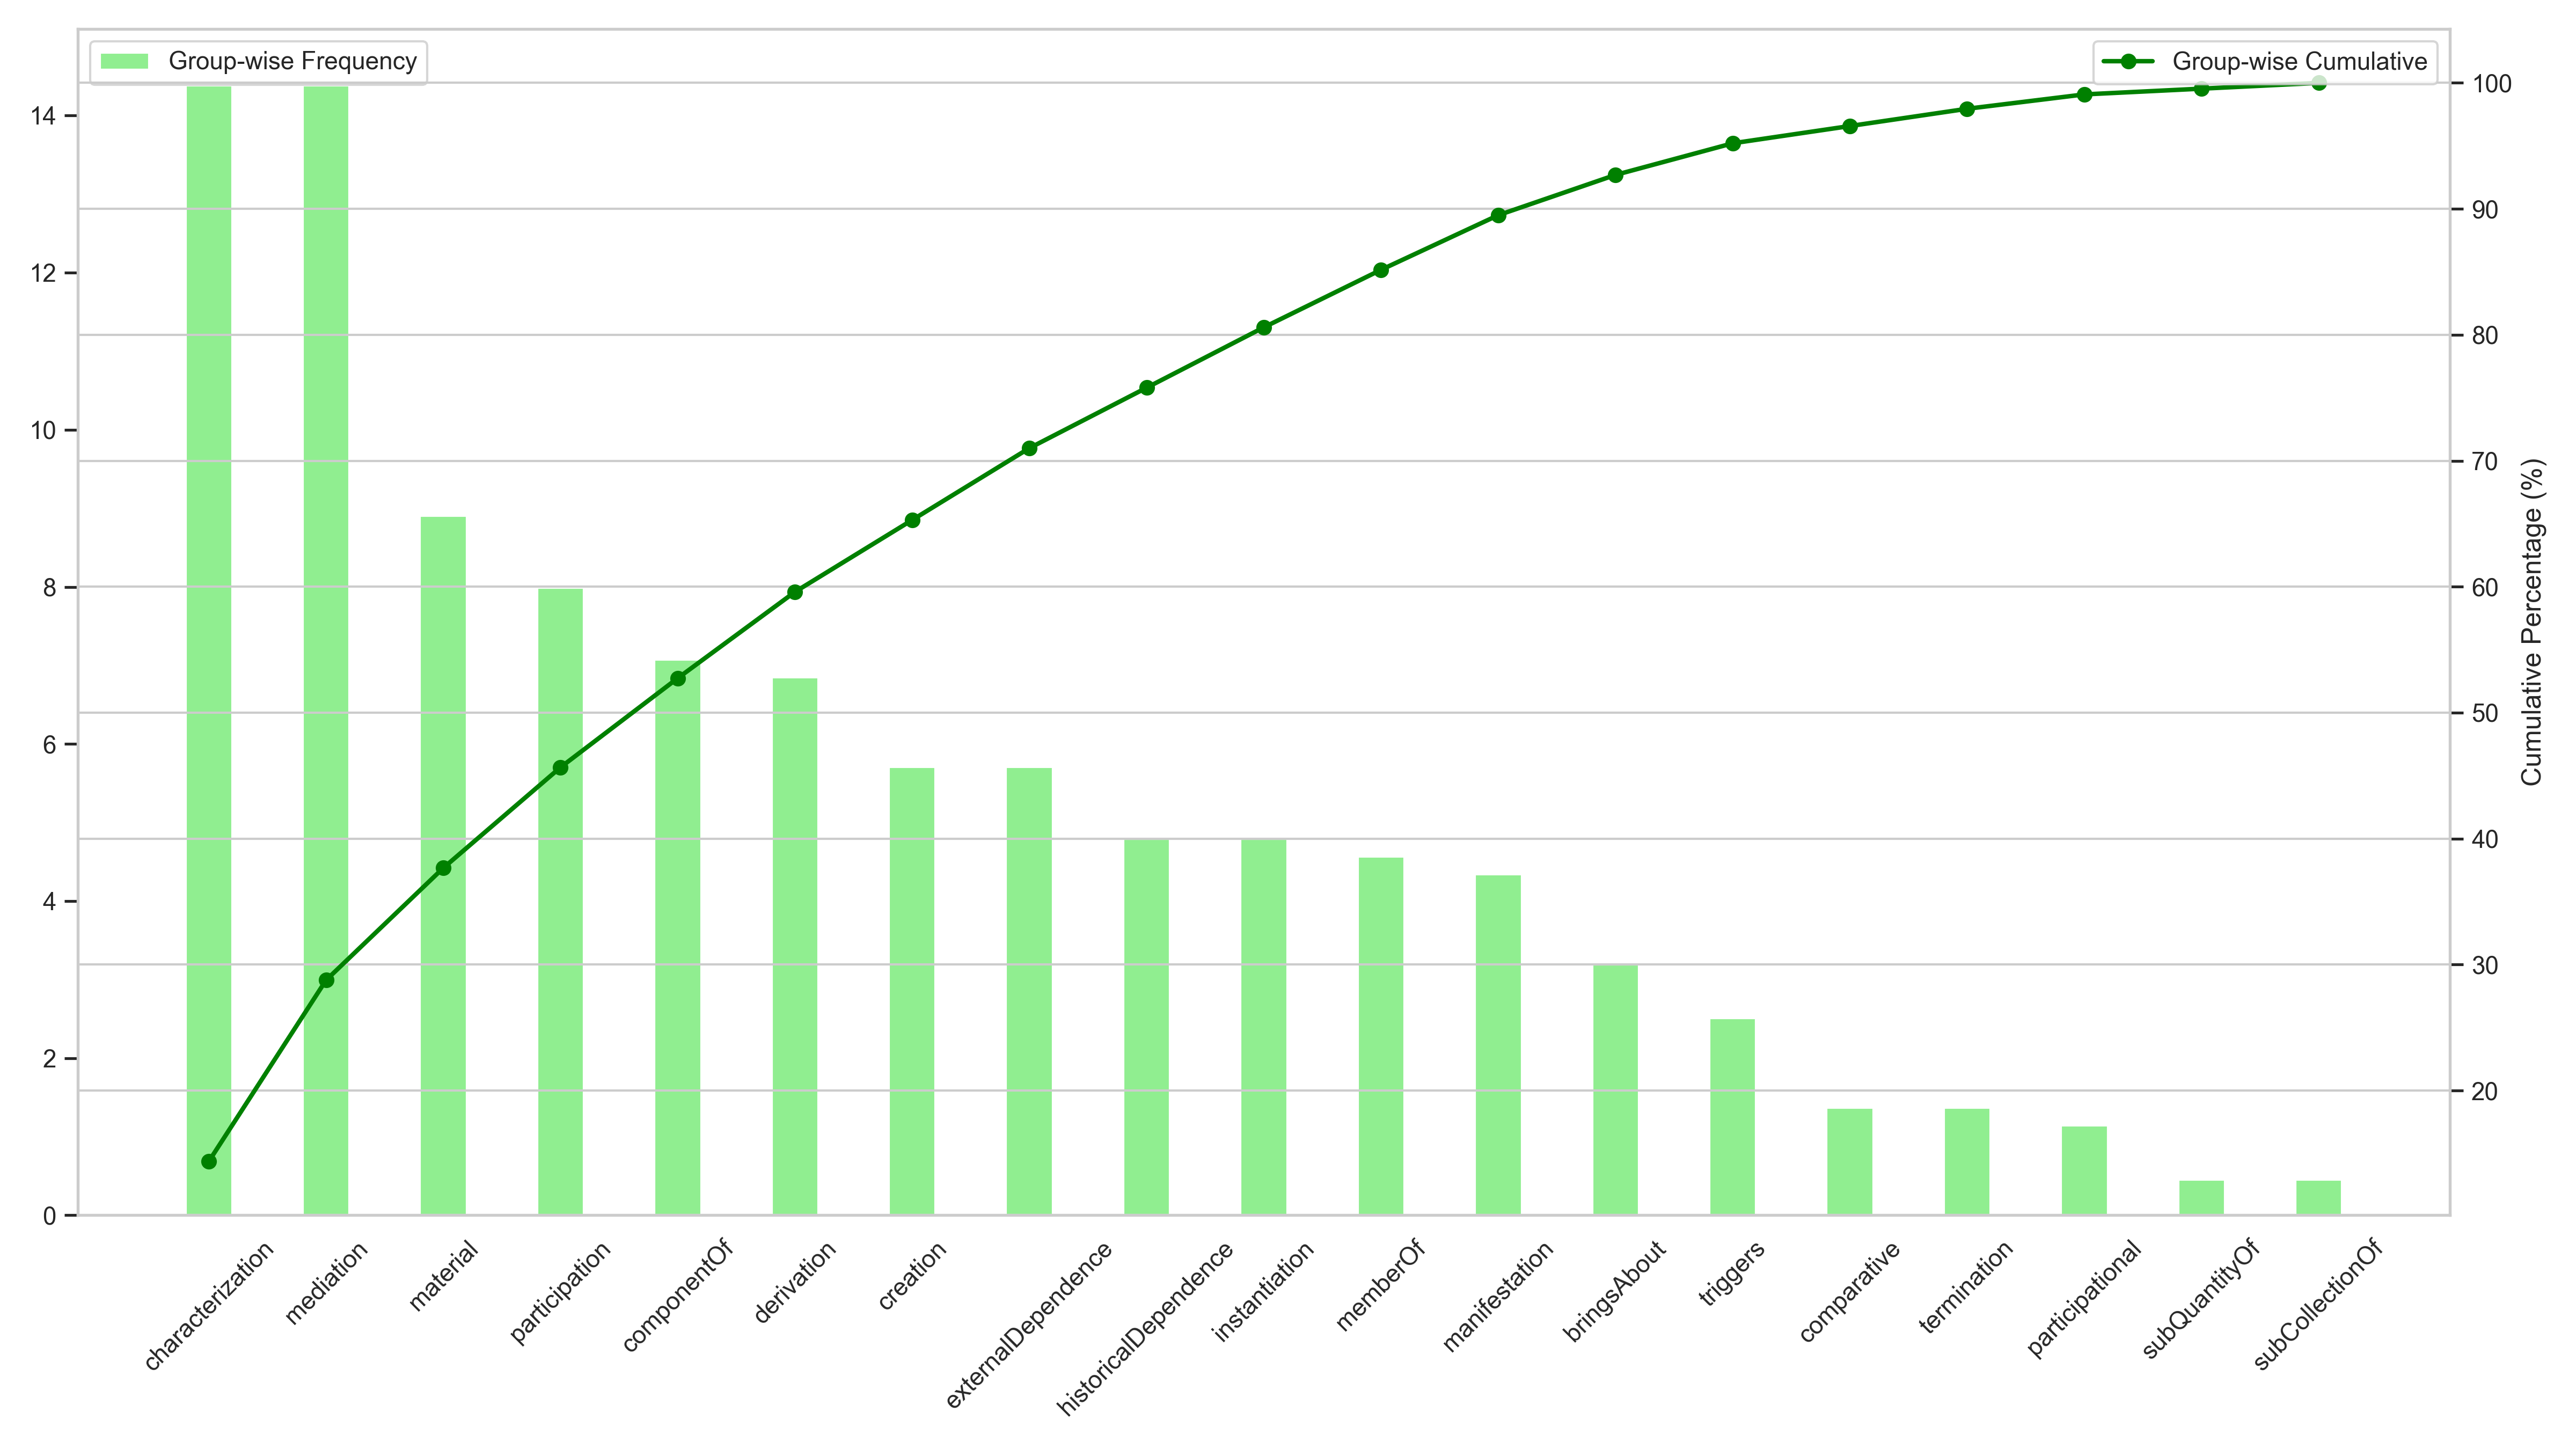 Group-wise Frequency
Group-wise Cumulative
14
12
10
8
6
4
2
0
100
90
80
70
60
50
40
30
20
Cumulative Percentage (%)
characterization
mediation
material
participation
componentOf
derivation
creation
externalDependence
historicalDependence
instantiation
memberOf
manifestation
bringsAbout
triggers
comparative
termination
participational
subQuantityOf
subCollectionOf